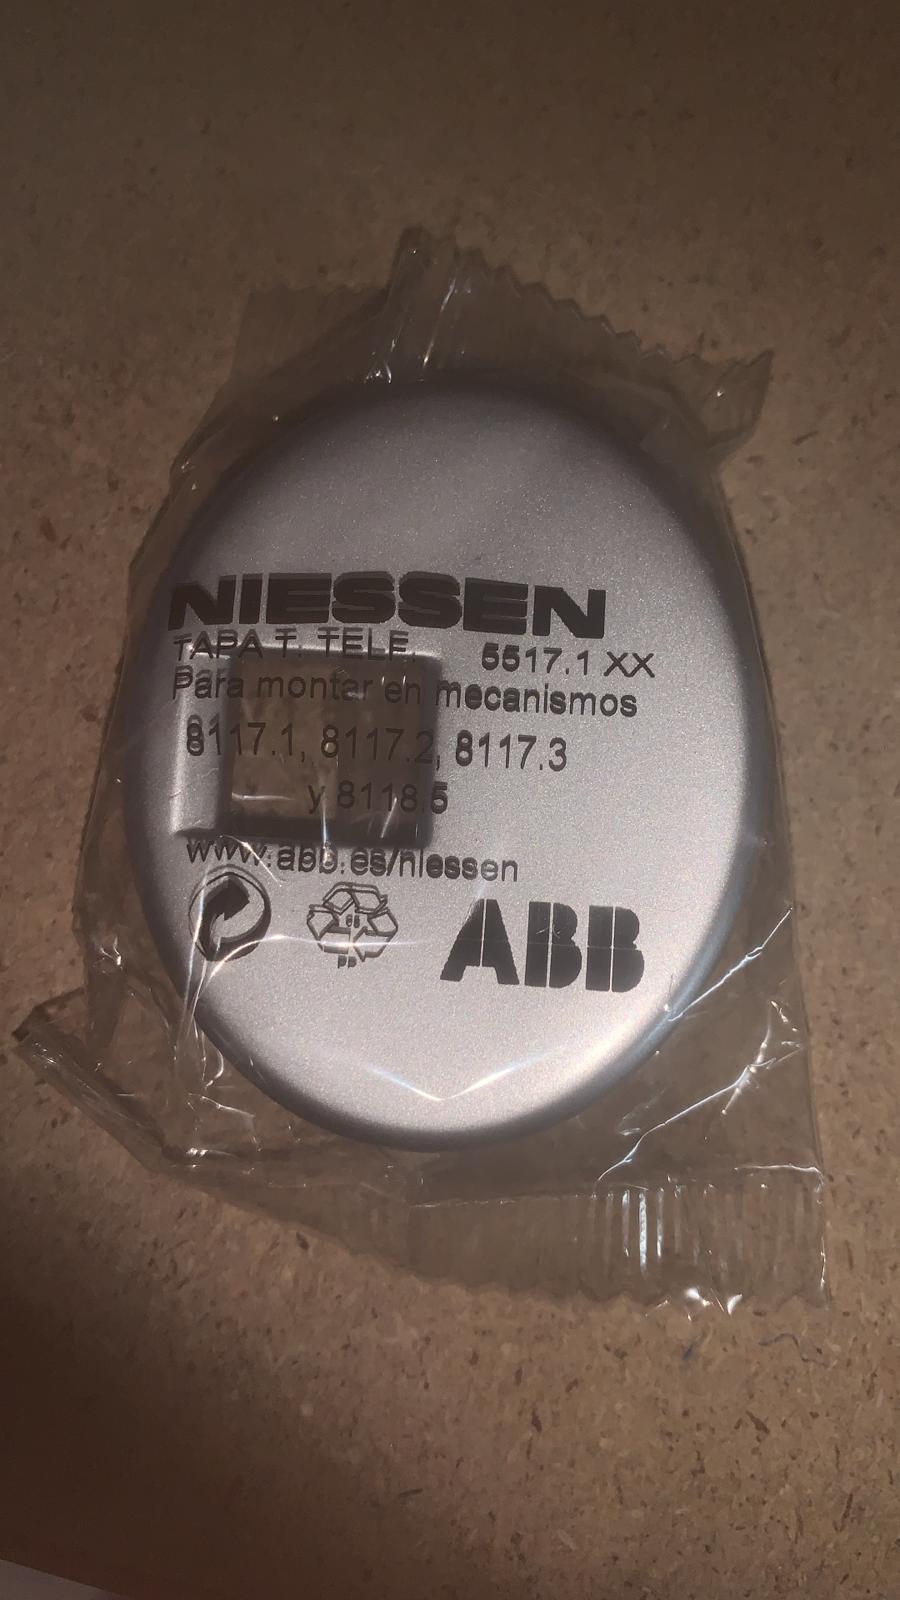 NIESSEN
TAPA T. TELF. 5517.1 XX
Para montar en mecanismos
8117.1, 8117.2, 8117.3
y 8118.5
www.abb.es/niessen
ABB